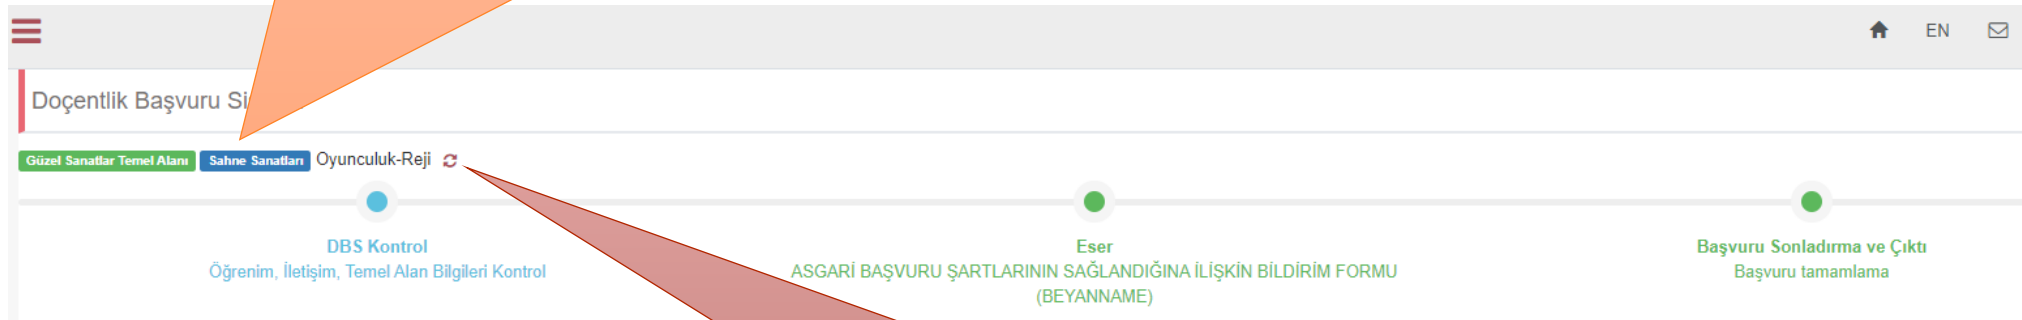 EN
Doçentlik Başvuru Si
Güzel Sanatlar Temel Alanı Sahne Sanatları Oyunculuk-Reji
DBS Kontrol
Öğrenim, İletişim, Temel Alan Bilgileri Kontrol
Eser
ASGARİ BAŞVURU ŞARTLARININ SAĞLANDIĞINA İLİŞKİN BİLDİRİM FORMU
(BEYANNAME)
Başvuru Sonladırma ve Çıktı
Başvuru tamamlama